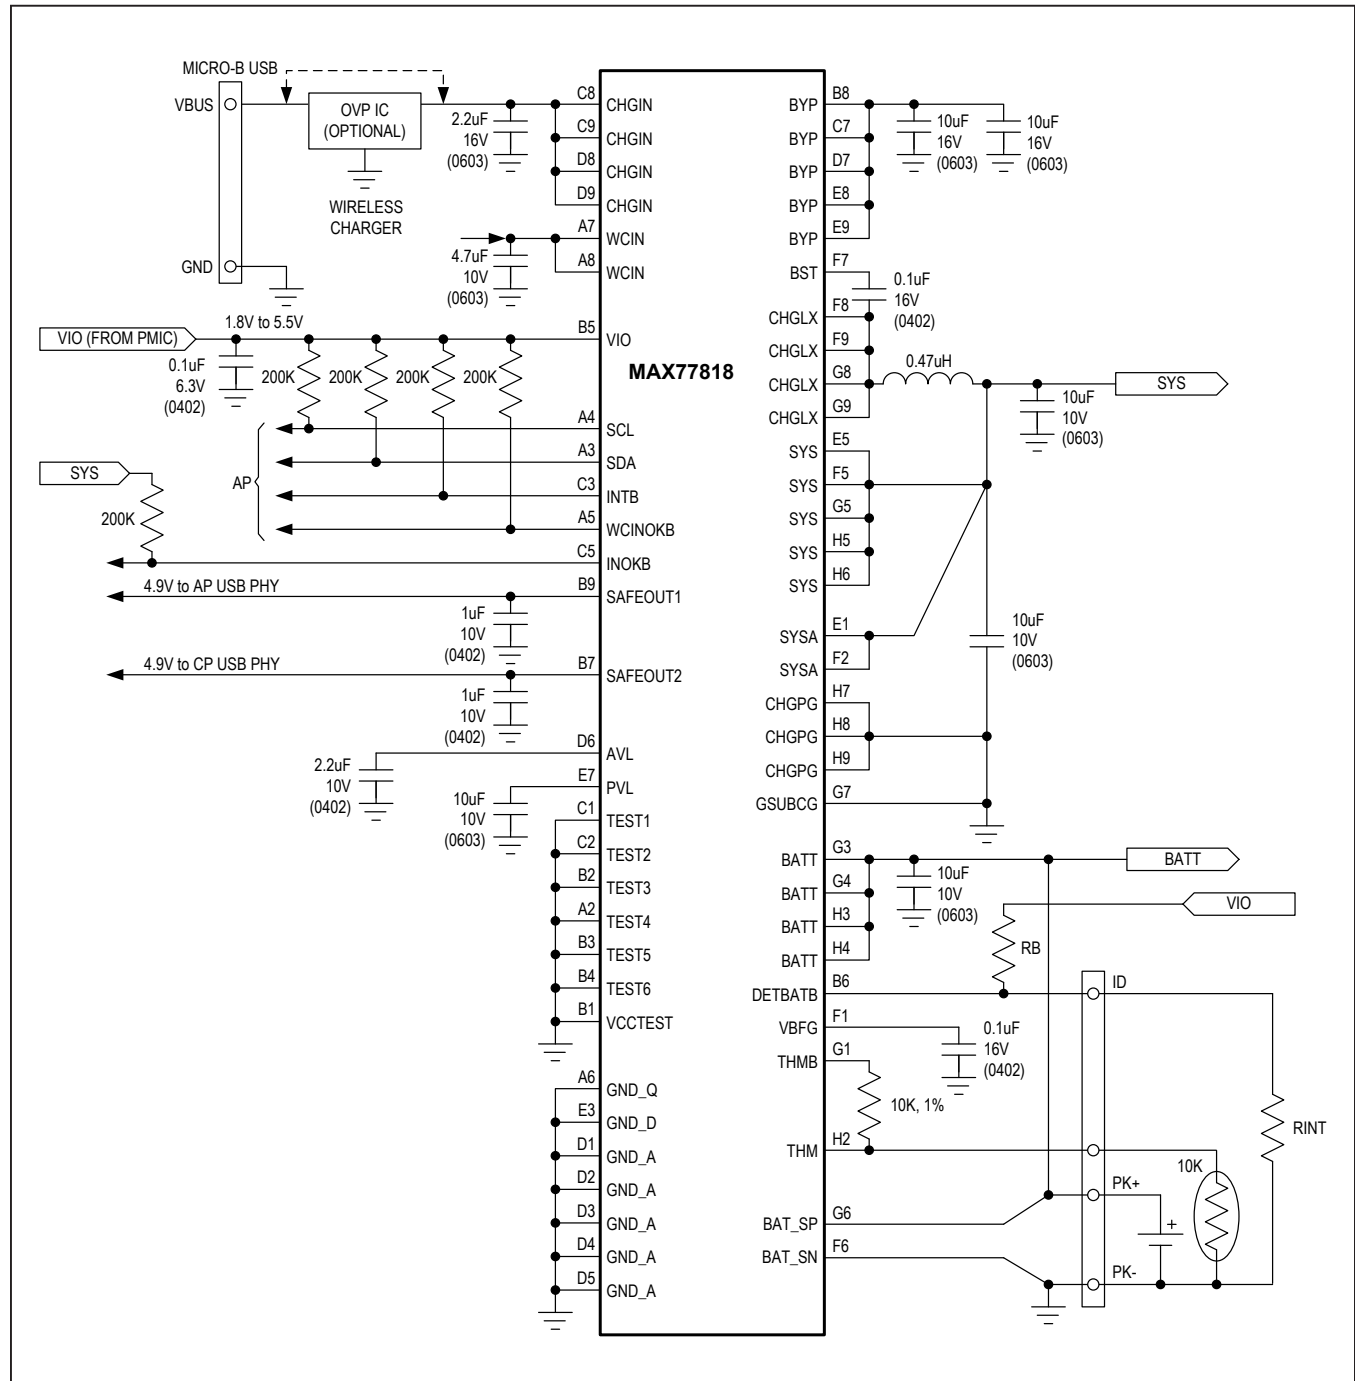 MICRO-B USB
VBUS
GND
OVP IC
(OPTIONAL)
WIRELESS
CHARGER
2.2uF
16V
(0603)
C8
CHGIN
C9
CHGIN
D8
CHGIN
D9
CHGIN
A7
WCIN
A8
WCIN
4.7uF
10V
(0603)
VIO (FROM PMIC)
1.8V to 5.5V
B5
VIO
0.1uF
6.3V
(0402)
200K
200K
200K
200K
AP
A4
SCL
A3
SDA
C3
INTB
A5
WCINOKB
SYS
200K
C5
INOKB
4.9V to AP USB PHY
B9
SAFEOUT1
1uF
10V
(0402)
4.9V to CP USB PHY
B7
SAFEOUT2
1uF
10V
(0402)
D6
AVL
2.2uF
10V
(0402)
E7
PVL
10uF
10V
(0603)
C1
TEST1
C2
TEST2
B2
TEST3
A2
TEST4
B3
TEST5
B4
TEST6
B1
VCCTEST
A6
GND_Q
E3
GND_D
D1
GND_A
D2
GND_A
D3
GND_A
D4
GND_A
D5
GND_A
MAX77818
B8
BYP
C7
BYP
D7
BYP
E8
BYP
E9
BYP
10uF
16V
(0603)
10uF
16V
(0603)
F7
BST
0.1uF
16V
(0402)
F8
CHGLX
F9
CHGLX
G8
CHGLX
G9
CHGLX
0.47uH
SYS
10uF
10V
(0603)
E5
SYS
F5
SYS
G5
SYS
H5
SYS
H6
SYS
E1
SYSA
F2
SYSA
10uF
10V
(0603)
H7
CHGPG
H8
CHGPG
H9
CHGPG
G7
GSUBCG
G3
BATT
G4
BATT
H3
BATT
H4
BATT
10uF
10V
(0603)
BATT
VIO
RB
B6
DETBATB
ID
F1
VBFG
0.1uF
16V
(0402)
G1
THMB
10K, 1%
H2
THM
RINT
10K
PK+
+
G6
BAT_SP
F6
BAT_SN
PK-